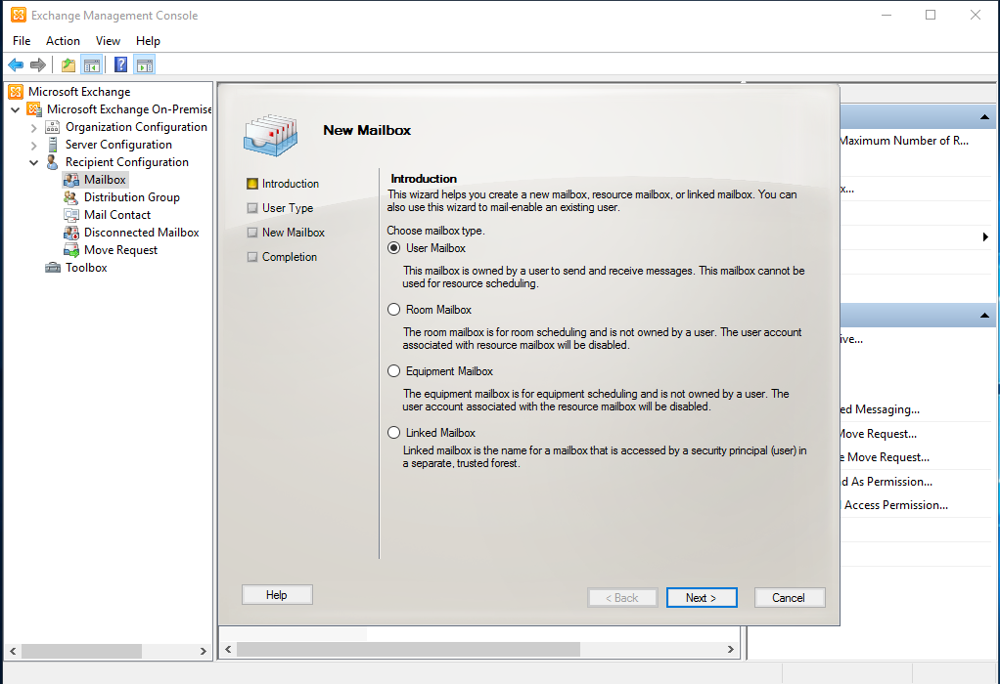 Exchange Management Console
File Action View Help
Microsoft Exchange
Microsoft Exchange On-Premise
Organization Configuration
Server Configuration
Recipient Configuration
Mailbox
Distribution Group
Mail Contact
Disconnected Mailbox
Move Request
Toolbox
New Mailbox
Introduction
User Type
New Mailbox
Completion
Introduction
This wizard helps you create a new mailbox, resource mailbox, or linked mailbox. You can
also use this wizard to mail-enable an existing user.
Choose mailbox type.
User Mailbox
This mailbox is owned by a user to send and receive messages. This mailbox cannot be
used for resource scheduling.
Room Mailbox
The room mailbox is for room scheduling and is not owned by a user. The user account
associated with resource mailbox will be disabled.
Equipment Mailbox
The equipment mailbox is for equipment scheduling and is not owned by a user. The
user account associated with the resource mailbox will be disabled.
Linked Mailbox
Linked mailbox is the name for a mailbox that is accessed by a security principal (user) in
a separate, trusted forest.
Help
< Back
Next >
Cancel
Maximum Number of R...
x...
ive...
ed Messaging...
Move Request...
e Move Request...
d As Permission...
Access Permission...